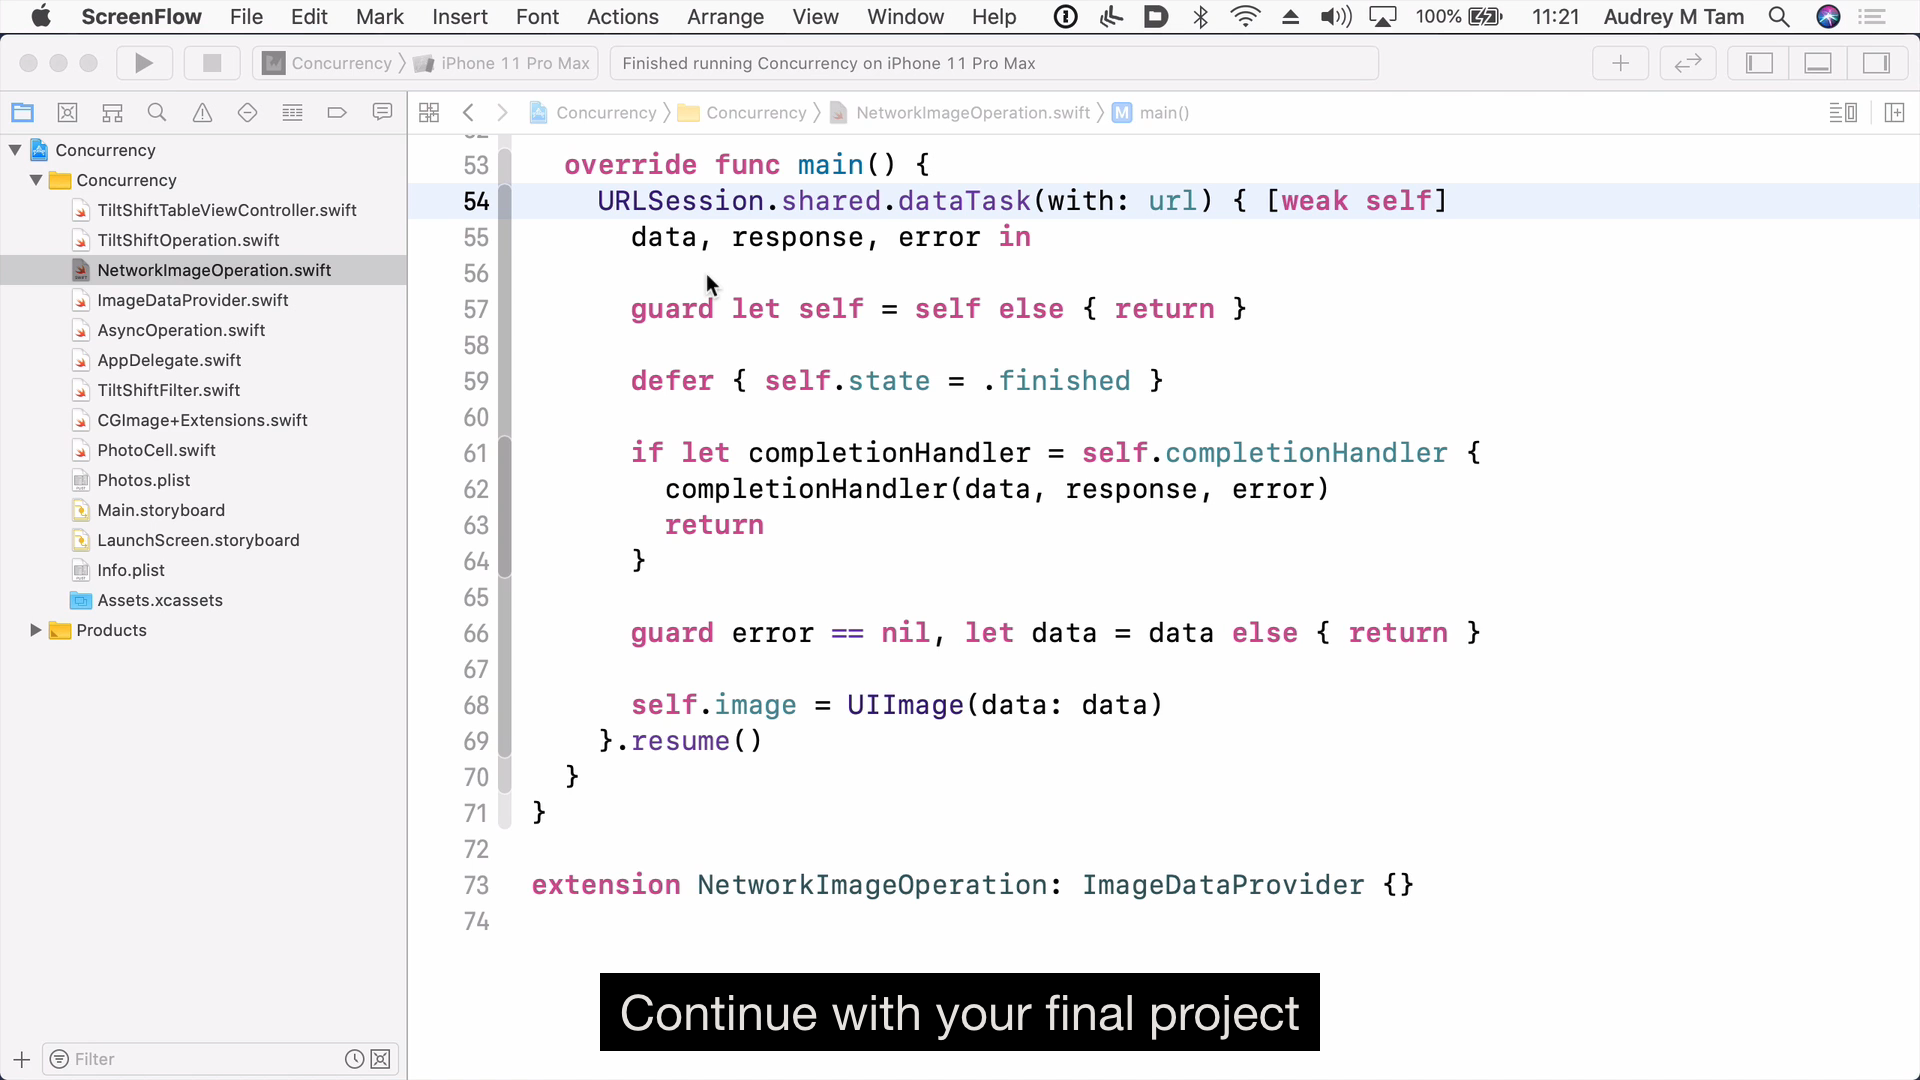 ScreenFlow File Edit Mark Insert Font Actions Arrange View Window Help 100% 11:21 Audrey M Tam
Concurrency iPhone 11 Pro Max Finished running Concurrency on iPhone 11 Pro Max
Concurrency Concurrency NetworkImageOperation.swift M main()
Concurrency
Concurrency
TiltShiftTableViewController.swift
TiltShiftOperation.swift
NetworkImageOperation.swift
ImageDataProvider.swift
AsyncOperation.swift
AppDelegate.swift
TiltShiftFilter.swift
CGImage+Extensions.swift
PhotoCell.swift
Photos.plist
Main.storyboard
LaunchScreen.storyboard
Info.plist
Assets.xcassets
Products
Filter
53 override func main() {
54 URLSession.shared.dataTask(with: url) { [weak self]
55 data, response, error in
56
57 guard let self = self else { return }
58
59 defer { self.state = .finished }
60
61 if let completionHandler = self.completionHandler {
62 completionHandler(data, response, error)
63 return
64 }
65
66 guard error == nil, let data = data else { return }
67
68 self.image = UIImage(data: data)
69 }.resume()
70 }
71 }
72
73 extension NetworkImageOperation: ImageDataProvider {}
74
Continue with your final project